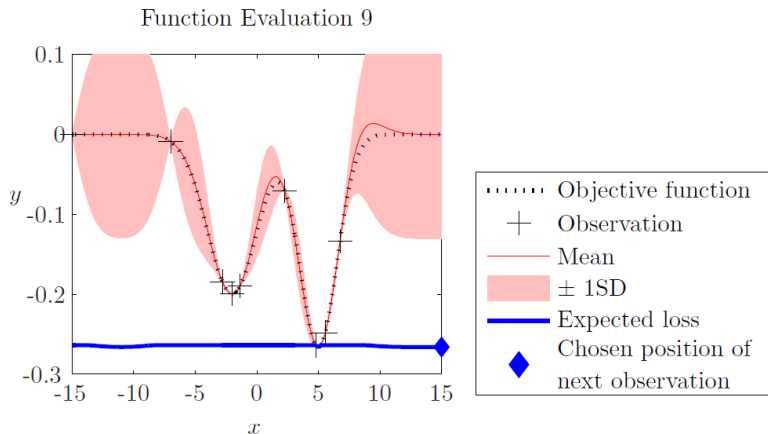 Function Evaluation 9
0.1
0
-0.1
-0.2
-0.3
y
-15
-10
-5
0
5
10
15
x
Objective function
Observation
Mean
± 1SD
Expected loss
Chosen position of
next observation